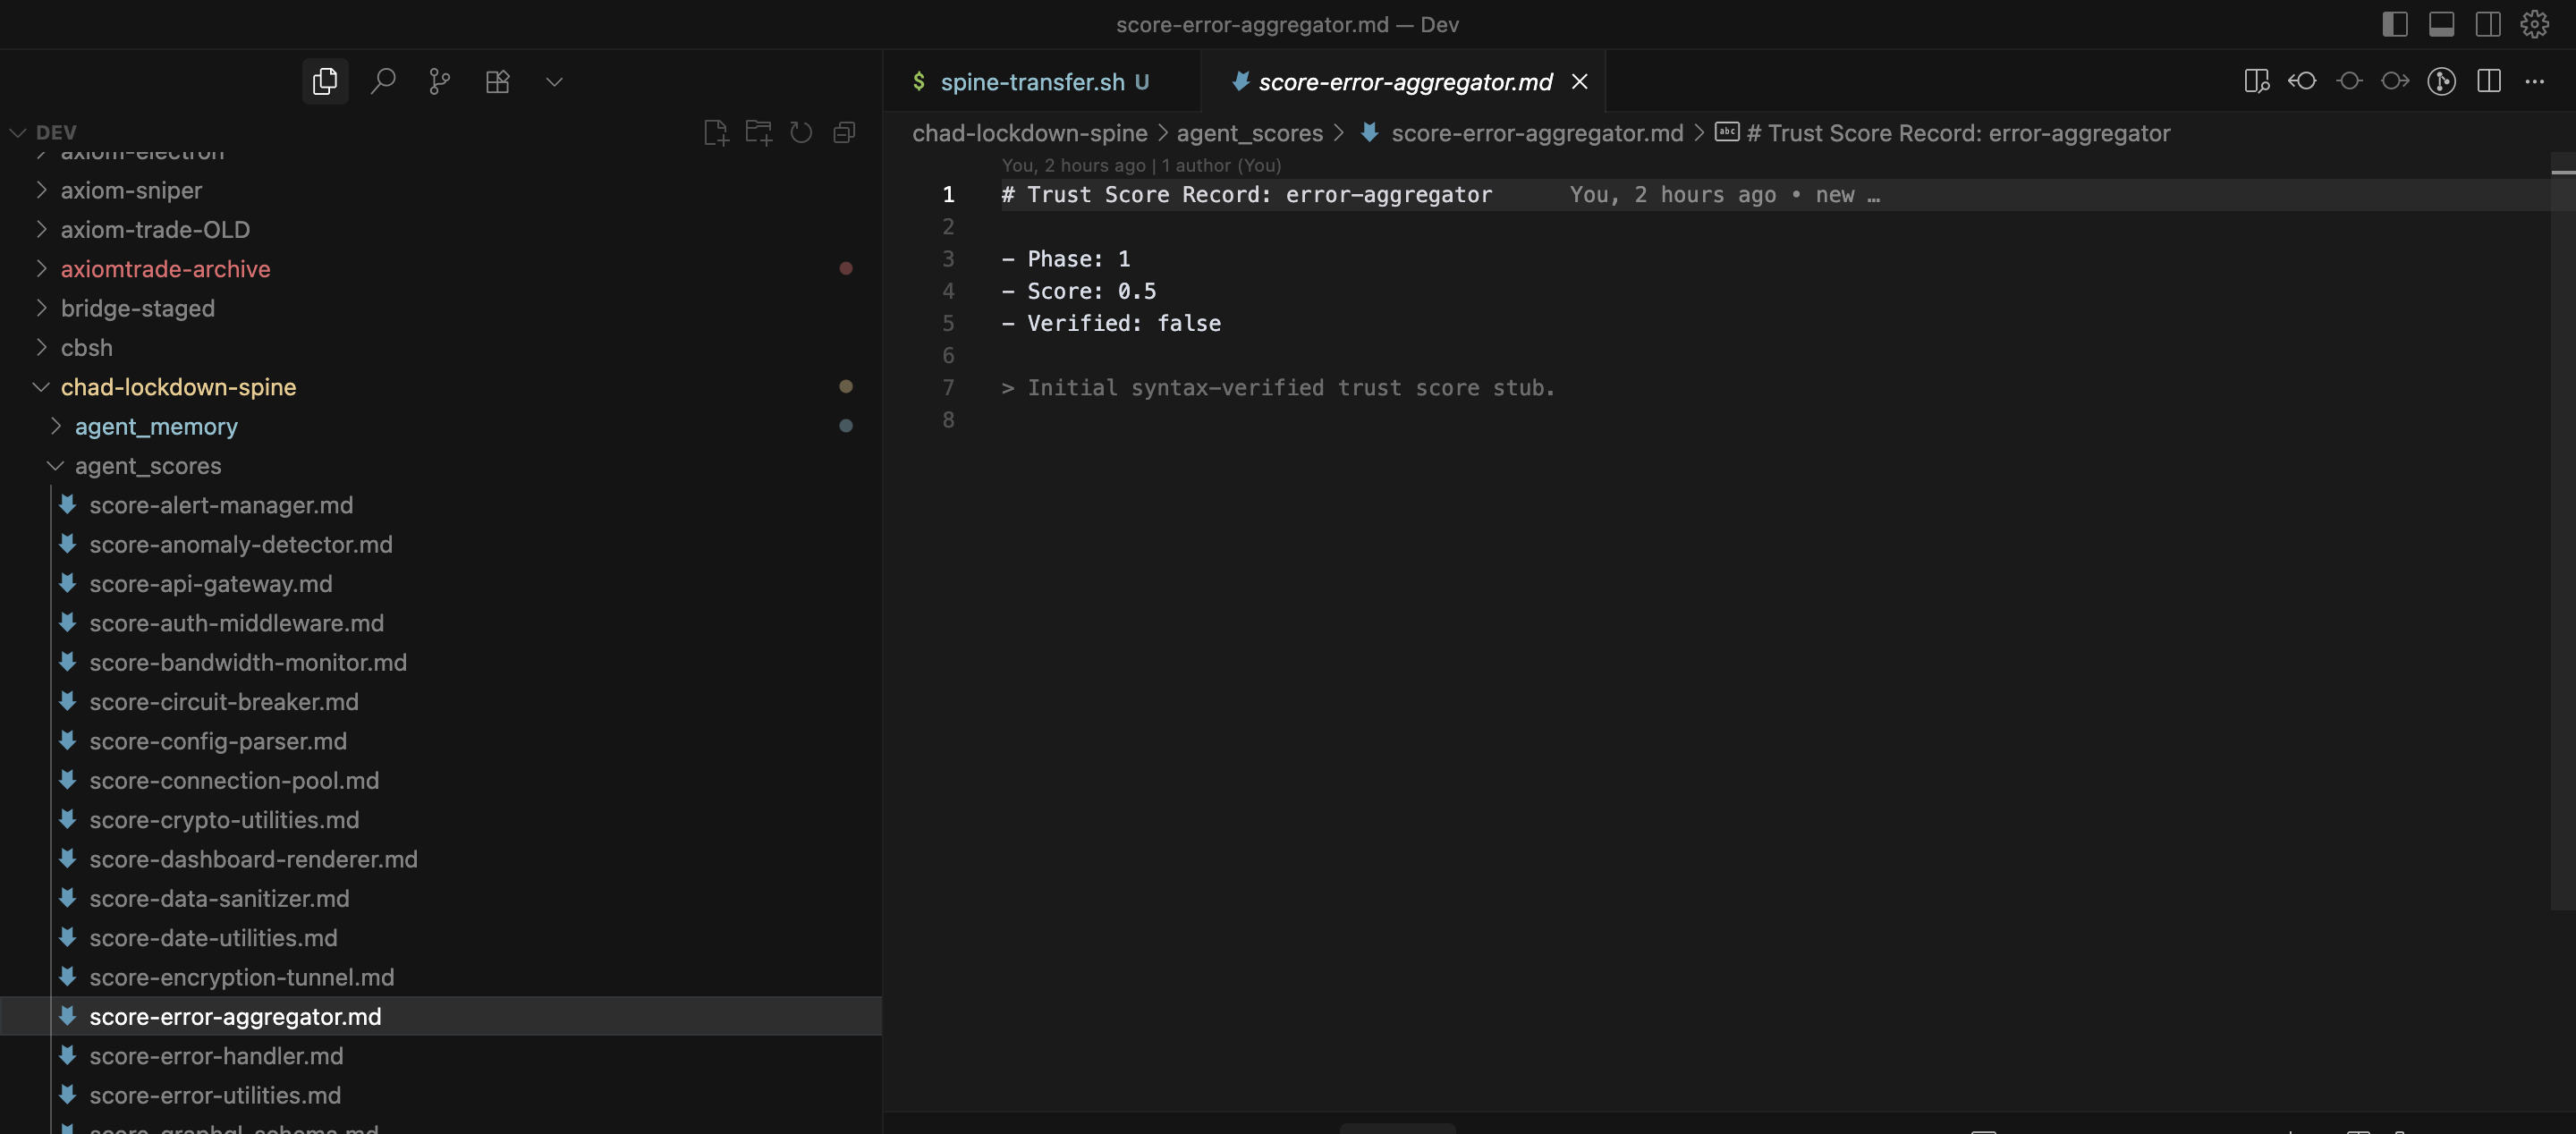 score-error-aggregator.md — Dev
DEV
axiom-electron
axiom-sniper
axiom-trade-OLD
axiomtrade-archive
bridge-staged
cbsh
chad-lockdown-spine
agent_memory
agent_scores
score-alert-manager.md
score-anomaly-detector.md
score-api-gateway.md
score-auth-middleware.md
score-bandwidth-monitor.md
score-circuit-breaker.md
score-config-parser.md
score-connection-pool.md
score-crypto-utilities.md
score-dashboard-renderer.md
score-data-sanitizer.md
score-date-utilities.md
score-encryption-tunnel.md
score-error-aggregator.md
score-error-handler.md
score-error-utilities.md
score-graphql-schema.md
$ spine-transfer.sh U
score-error-aggregator.md
chad-lockdown-spine > agent_scores > score-error-aggregator.md > abc # Trust Score Record: error-aggregator
You, 2 hours ago | 1 author (You)
1 # Trust Score Record: error-aggregator You, 2 hours ago • new …
2
3 - Phase: 1
4 - Score: 0.5
5 - Verified: false
6
7 > Initial syntax-verified trust score stub.
8